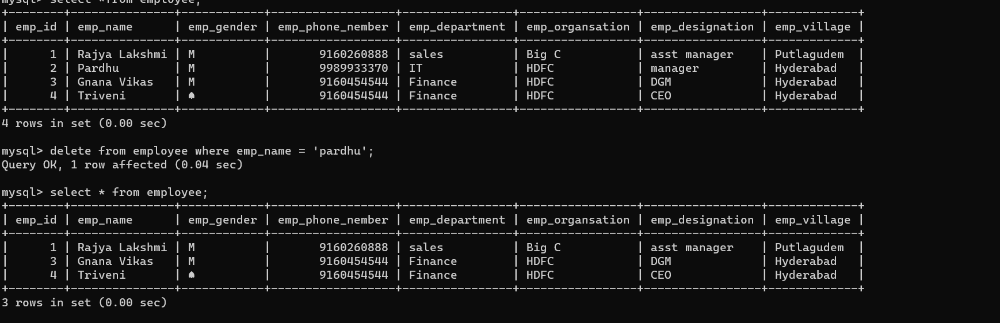 mysql> select *from employee;
+--------+---------------+------------+------------------+----------------+-----------------+-----------------+-------------+
| emp_id | emp_name      | emp_gender | emp_phone_nember | emp_department | emp_organsation | emp_designation | emp_village |
+--------+---------------+------------+------------------+----------------+-----------------+-----------------+-------------+
|      1 | Rajya Lakshmi | M          |       9160260888 | sales          | Big C           | asst manager    | Putlagudem  |
|      2 | Pardhu        | M          |       9989933370 | IT             | HDFC            | manager         | Hyderabad   |
|      3 | Gnana Vikas   | M          |       9160454544 | Finance        | HDFC            | DGM             | Hyderabad   |
|      4 | Triveni       | ♠          |       9160454544 | Finance        | HDFC            | CEO             | Hyderabad   |
+--------+---------------+------------+------------------+----------------+-----------------+-----------------+-------------+
4 rows in set (0.00 sec)
mysql> delete from employee where emp_name = 'pardhu';
Query OK, 1 row affected (0.04 sec)
mysql> select * from employee;
+--------+---------------+------------+------------------+----------------+-----------------+-----------------+-------------+
| emp_id | emp_name      | emp_gender | emp_phone_nember | emp_department | emp_organsation | emp_designation | emp_village |
+--------+---------------+------------+------------------+----------------+-----------------+-----------------+-------------+
|      1 | Rajya Lakshmi | M          |       9160260888 | sales          | Big C           | asst manager    | Putlagudem  |
|      3 | Gnana Vikas   | M          |       9160454544 | Finance        | HDFC            | DGM             | Hyderabad   |
|      4 | Triveni       | ♠          |       9160454544 | Finance        | HDFC            | CEO             | Hyderabad   |
+--------+---------------+------------+------------------+----------------+-----------------+-----------------+-------------+
3 rows in set (0.00 sec)